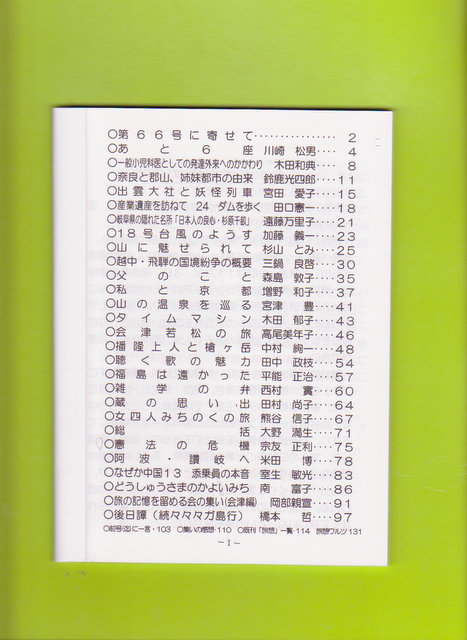 ○第66号に寄せて・・・・・・・・・・・・・・・・ 2
○あと6座 川崎 松男・・・・ 4
○一般小児科医としての発達外来へのかかわり 木田和典・・・・ 8
○奈良と郡山、姉妹都市の由来 鈴鹿光四郎・・・11
○出雲大社と妖怪列車 宮田 愛子・・・15
○産業遺産を訪ねて 24 ダムを歩く 田口憲一・・・18
○岐阜県の隠れた名所「日本人の良心・杉原千畝」 遠藤万里子・・・21
○18号台風のようす 加藤 義一・・・23
○山に魅せられて 杉山 とみ・・・25
○越中・飛騨の国境紛争の概要 三鍋 良啓・・・30
○父のこと 森島 敦子・・・35
○私と京都 増野 和子・・・37
○山の温泉を巡る 宮津 豊・・・41
○タイムマシン 木田 郁子・・・43
○会津若松の旅 高尾美年子・・・46
○播隆上人と槍ヶ岳 中村 絢一・・・48
○聴く歌の魅力 田中 政枝・・・54
○福島は遠かった 平能 正治・・・57
○雑学の弁 西村 實・・・60
○蔵の思い出 田村 尚子・・・64
○女四人みちのくの旅 熊谷 信子・・・67
○総括 大野 満生・・・71
○憲法の危機 宗友 正利・・・75
○阿波・讃岐へ 米田 博・・・78
○なぜか中国13 添乗員の本音 室生 敏光・・・83
○どうしゅうさまのかよいみち 南 富子・・・86
○旅の記憶を留める会の集い(会津編) 岡部親宣・・・91
○後日譚(続々々々ガ島行) 橋本 哲・・・97
○集いの感想・110 ○既刊「旅想」一覧・114 旅想ワルツ131
-1-